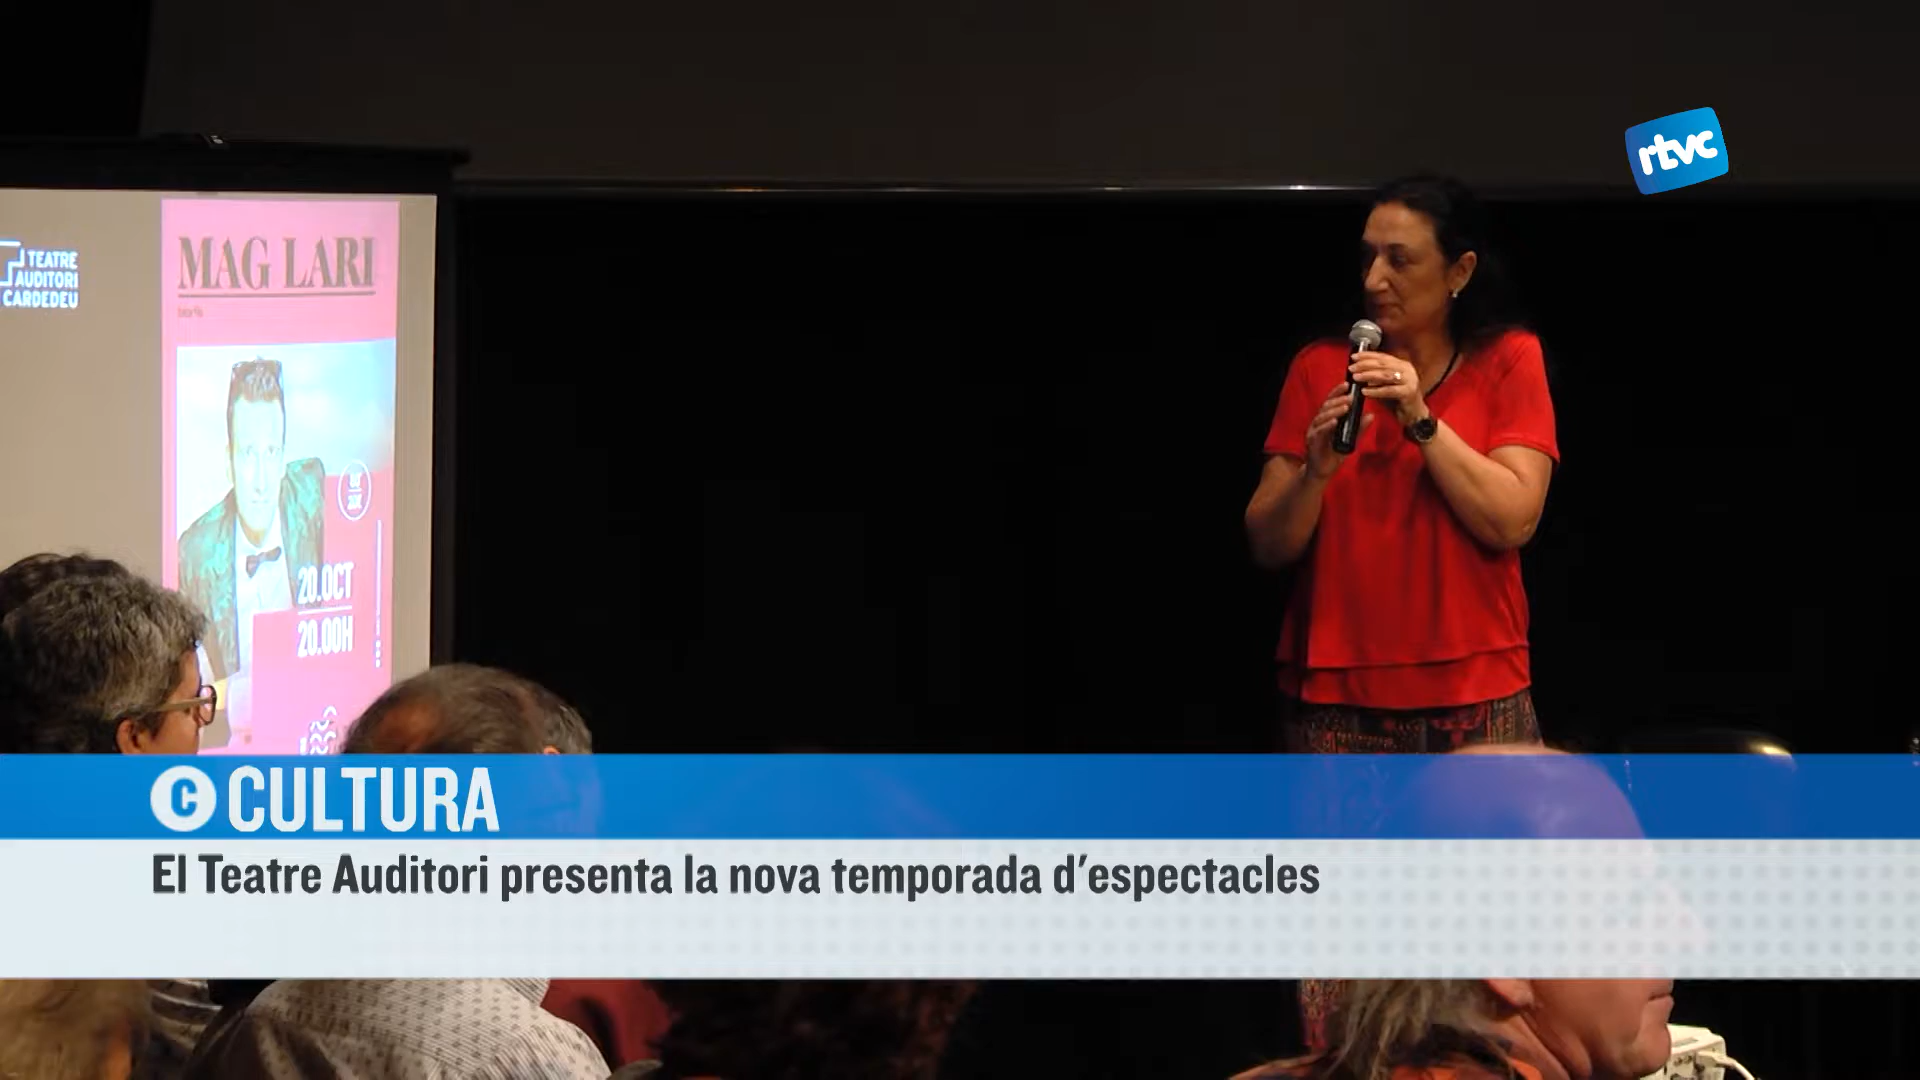 rtvc
TEATRE
AUDITORI
CARDEDEU
MAG LARI
20.OCT
20.00H
C CULTURA
El Teatre Auditori presenta la nova temporada d'espectacles